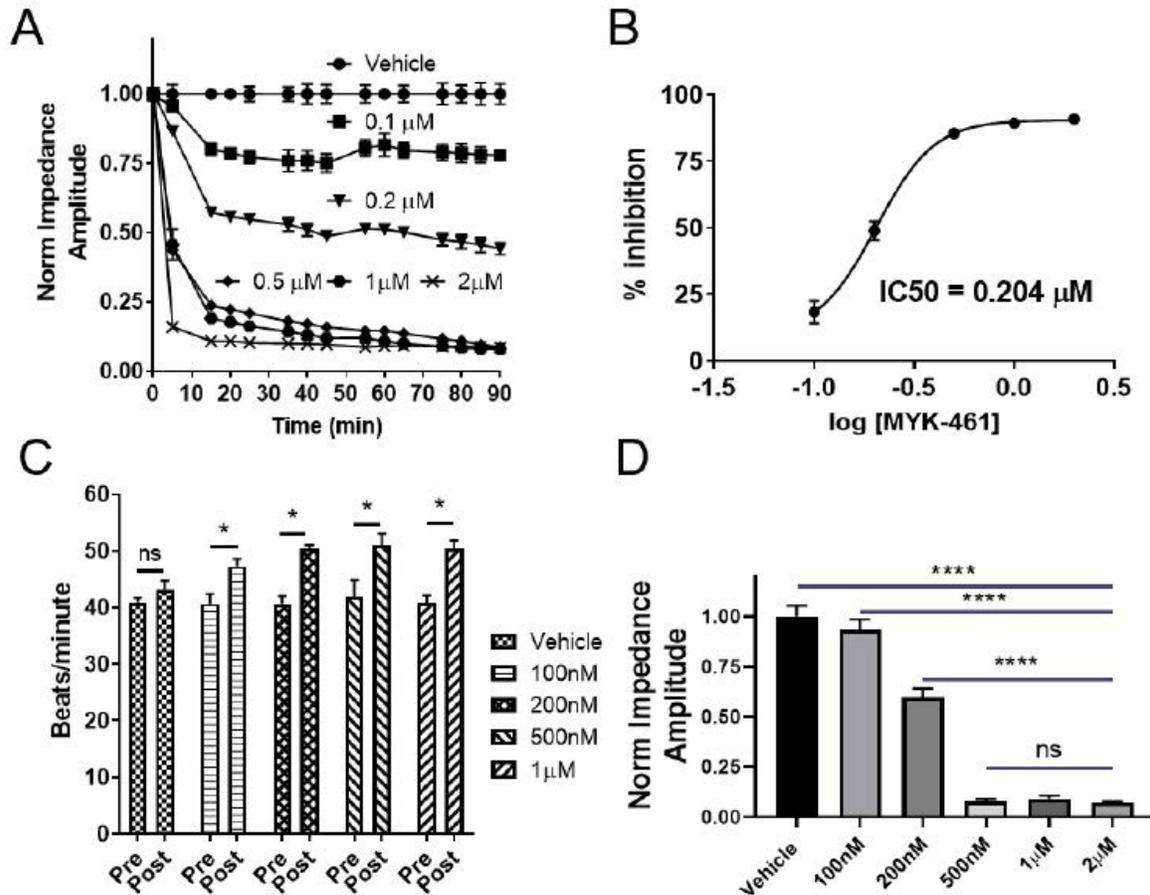 A
Norm Impedance
Amplitude
1.00
0.75
0.50
0.25
0.00
Vehicle
0.1 µM
0.2 µM
0.5 µM 1µM 2µM
0 10 20 30 40 50 60 70 80 90
Time (min)
B
% inhibition
100
75
50
25
0
IC50 = 0.204 µM
-1.5 -1.0 -0.5 0.0 0.5
log [MYK-461]
C
Beats/minute
60
50
40
30
20
10
0
ns * * * *
Pre Post Pre Post Pre Post Pre Post Pre Post
Vehicle
100nM
200nM
500nM
1µM
D
Norm Impedance
Amplitude
1.00
0.75
0.50
0.25
0.00
****
****
****
ns
Vehicle 100nM 200nM 500nM 1µM 2µM